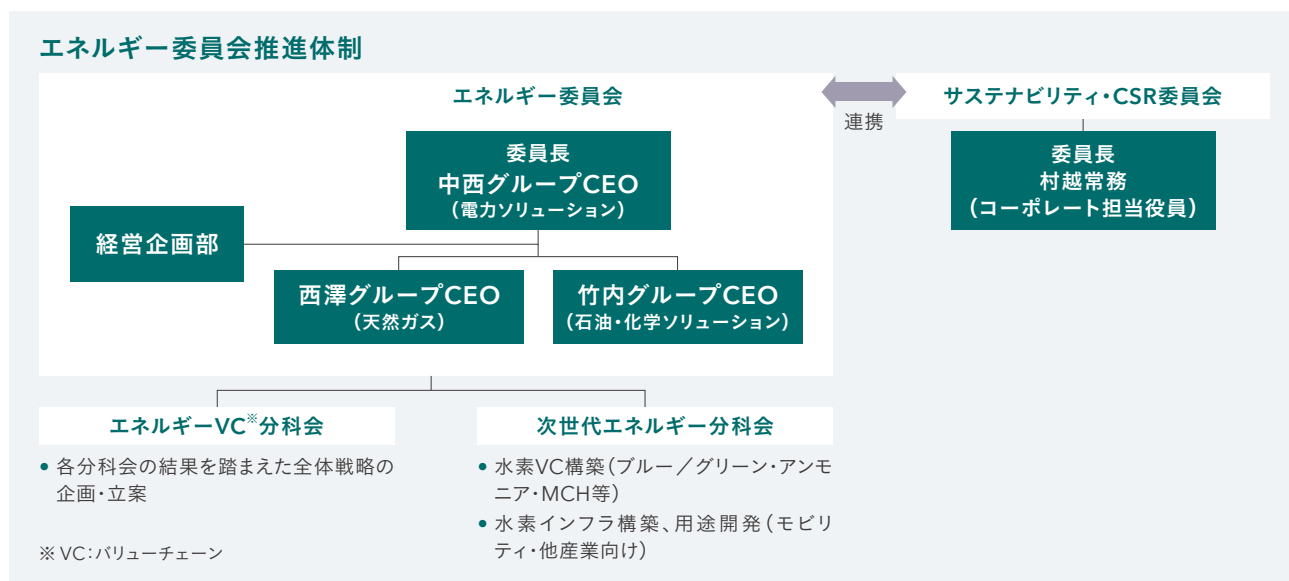 エネルギー委員会推進体制
エネルギー委員会
連携
サステナビリティ・CSR委員会
委員長
中西グループCEO
(電力ソリューション)
委員長
村越常務
(コーポレート担当役員)
経営企画部
西澤グループCEO
(天然ガス)
竹内グループCEO
(石油・化学ソリューション)
エネルギーVC※分科会
• 各分科会の結果を踏まえた全体戦略の
企画・立案
※ VC:バリューチェーン
次世代エネルギー分科会
• 水素VC構築(ブルー/グリーン・アンモ
ニア・MCH等)
• 水素インフラ構築、用途開発(モビリ
ティ・他産業向け)